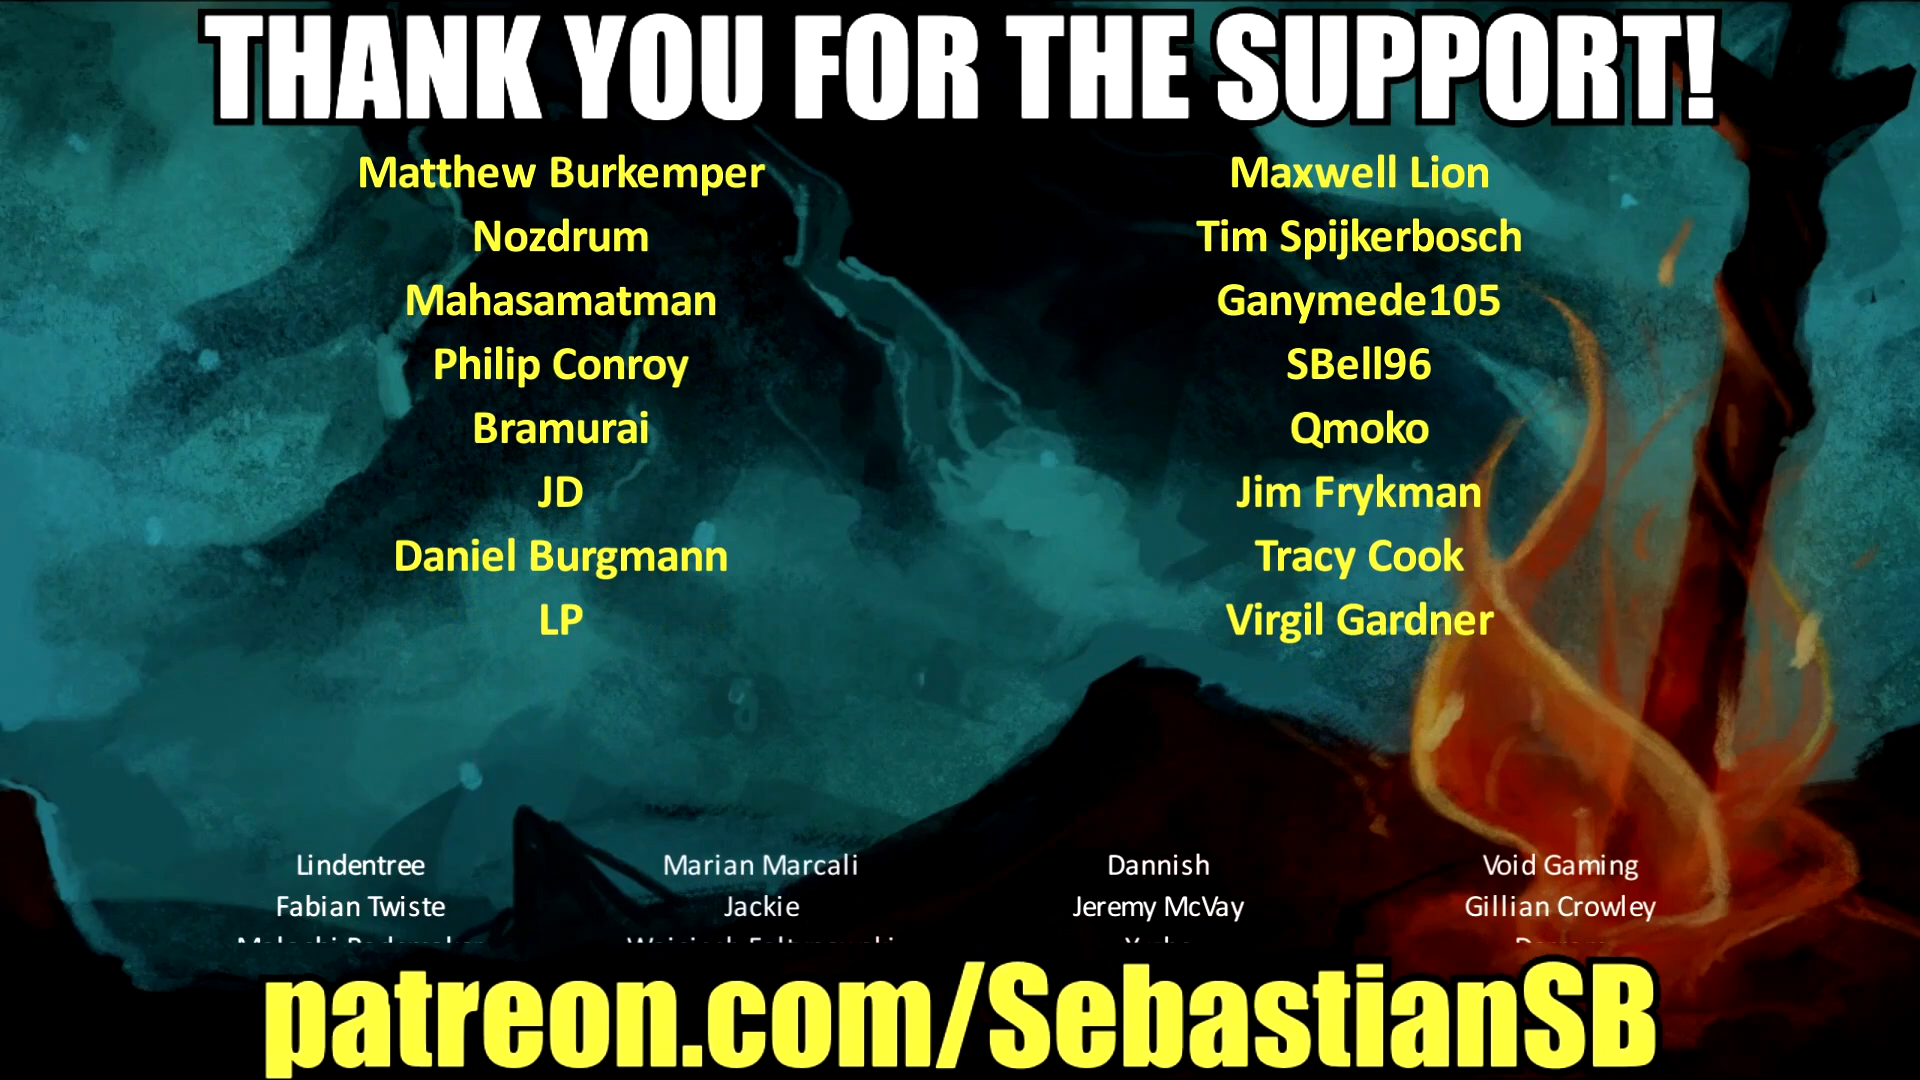 THANK YOU FOR THE SUPPORT!
Matthew Burkemper Maxwell Lion
Nozdrum Tim Spijkerbosch
Mahasamatman Ganymede105
Philip Conroy SBell96
Bramurai Qmoko
JD Jim Frykman
Daniel Burgmann Tracy Cook
LP Virgil Gardner
Lindentree Marian Marcali Dannish Void Gaming
Fabian Twiste Jackie Jeremy McVay Gillian Crowley
patreon.com/SebastianSB